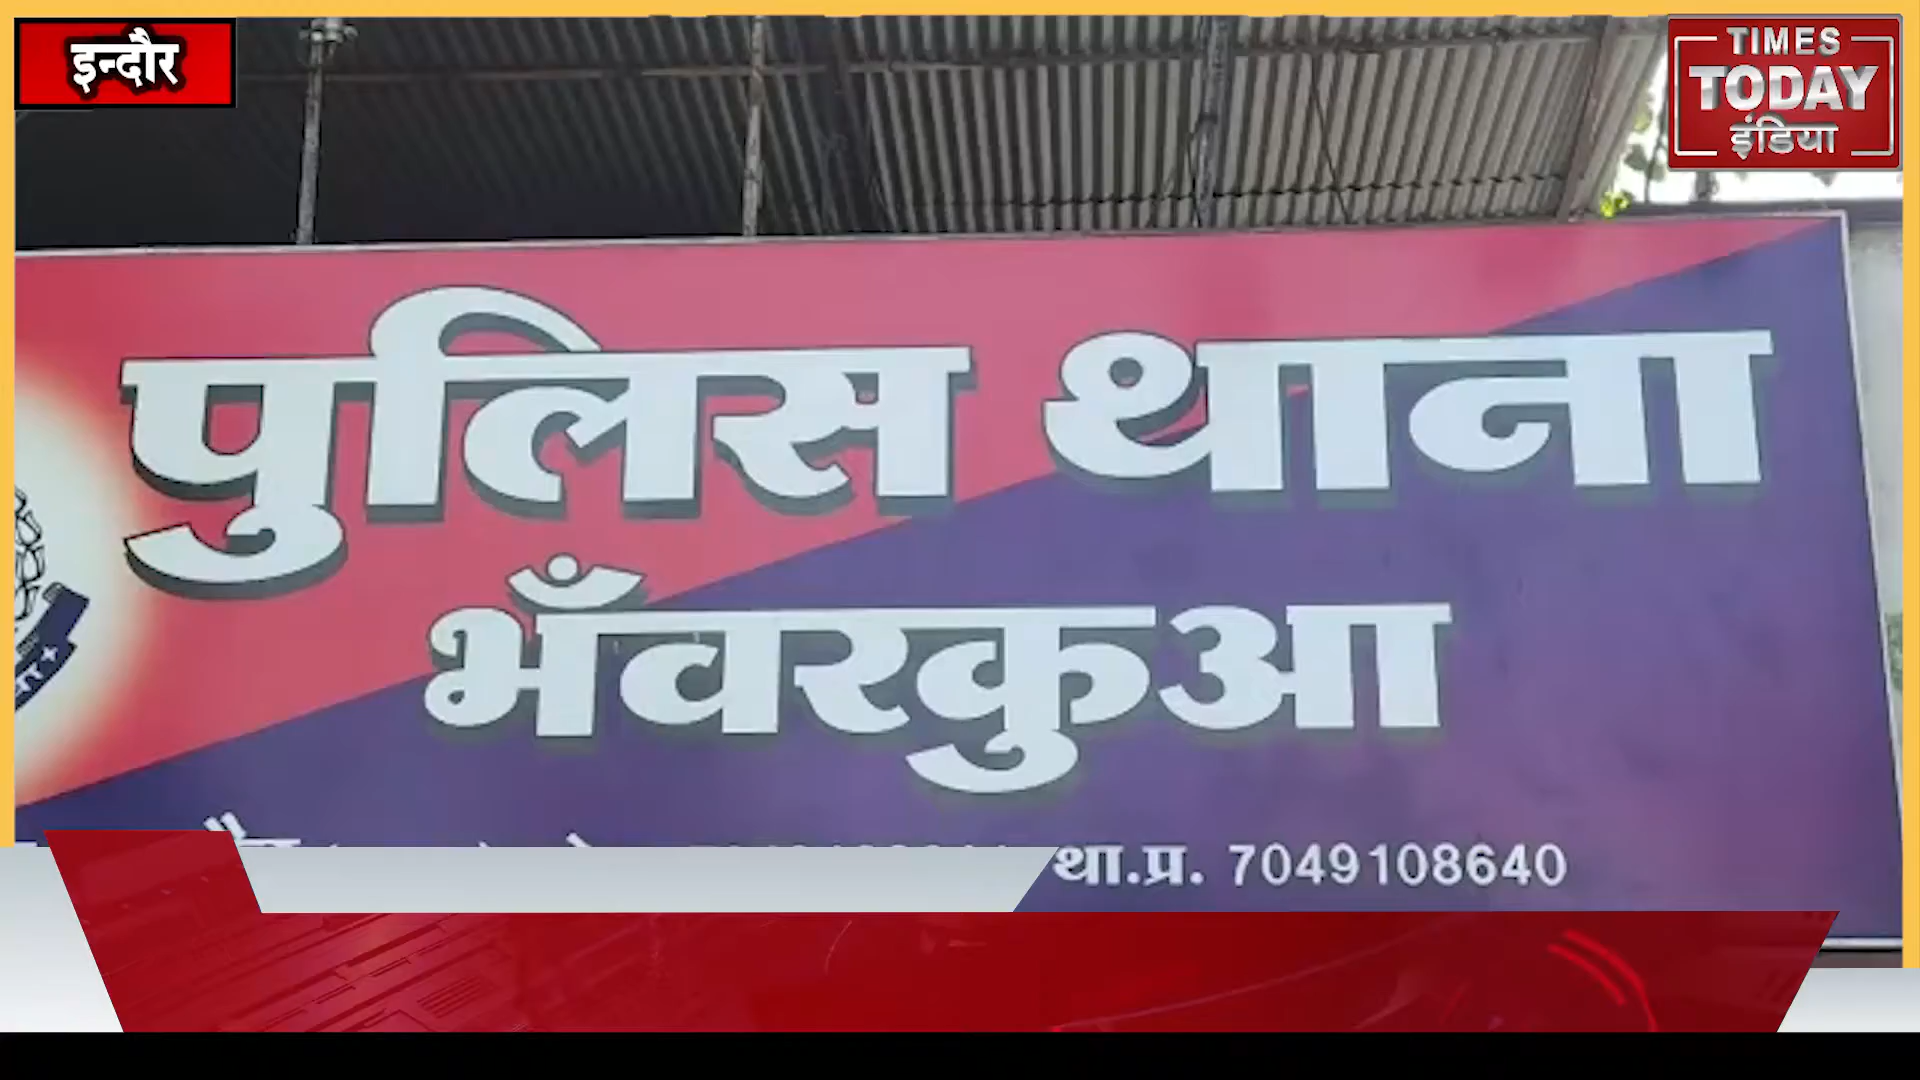 इन्दौर
TIMES
TODAY
इंडिया
पुलिस थाना
भँवरकुआ
था.प्र. 7049108640